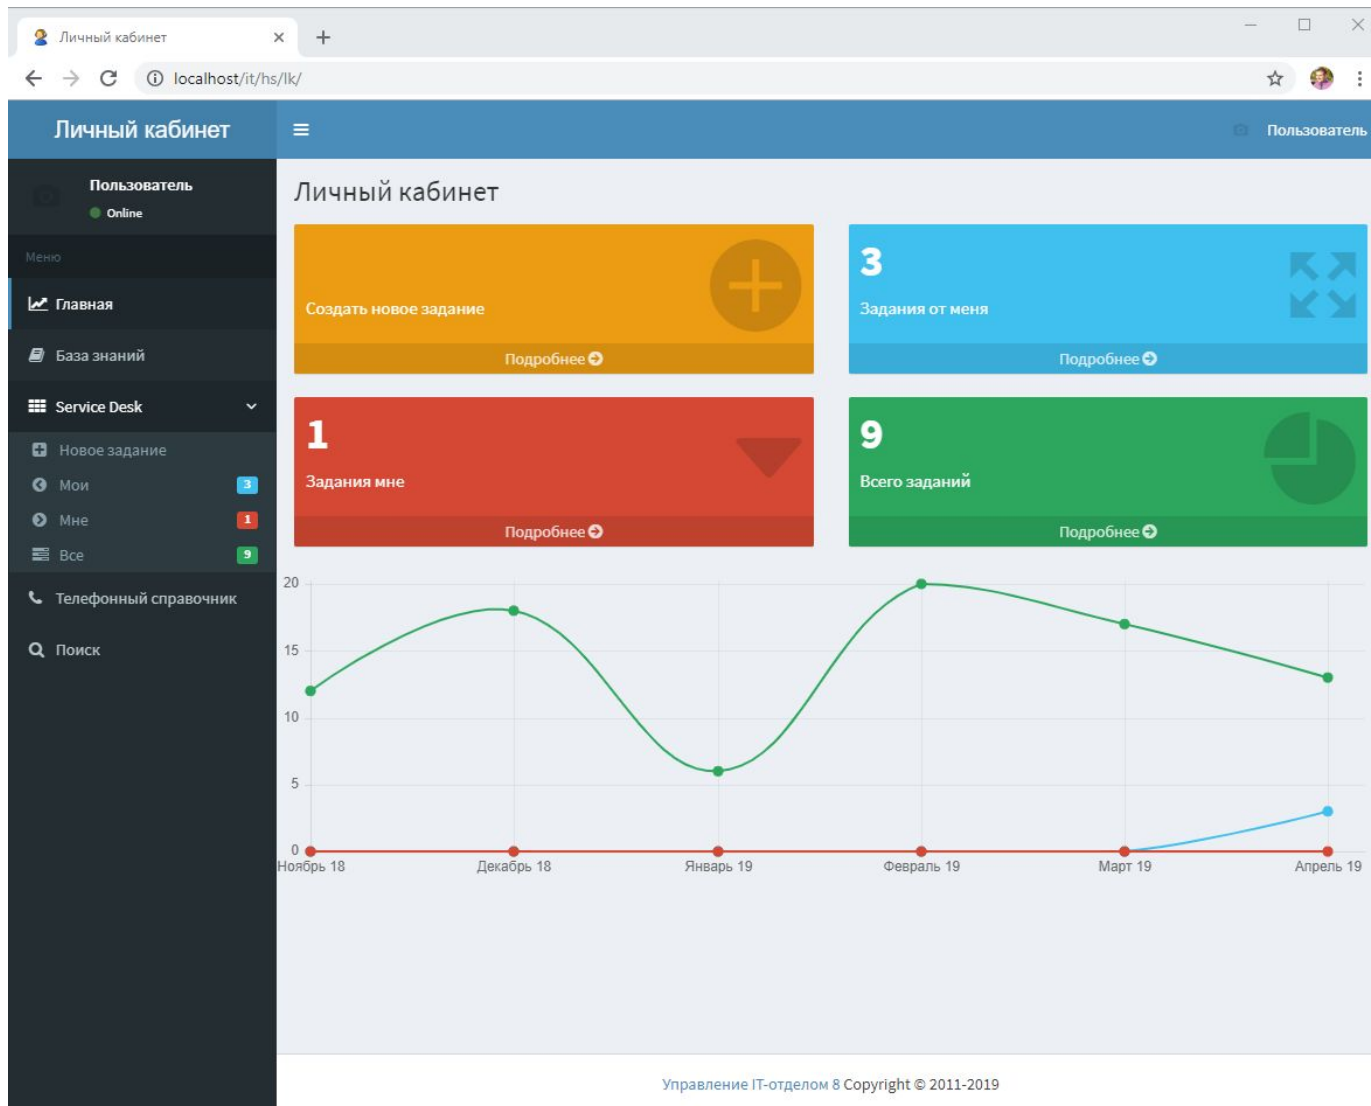 Личный кабинет
localhost/it/hs/lk/
Личный кабинет
Пользователь
Пользователь
Online
Меню
Главная
База знаний
Service Desk
Новое задание
Мои 3
Мне 1
Все 9
Телефонный справочник
Поиск
Личный кабинет
Создать новое задание
Подробнее
3
Задания от меня
Подробнее
1
Задания мне
Подробнее
9
Всего заданий
Подробнее
20
15
10
5
0
Ноябрь 18 Декабрь 18 Январь 19 Февраль 19 Март 19 Апрель 19
Управление IT-отделом 8 Copyright © 2011-2019